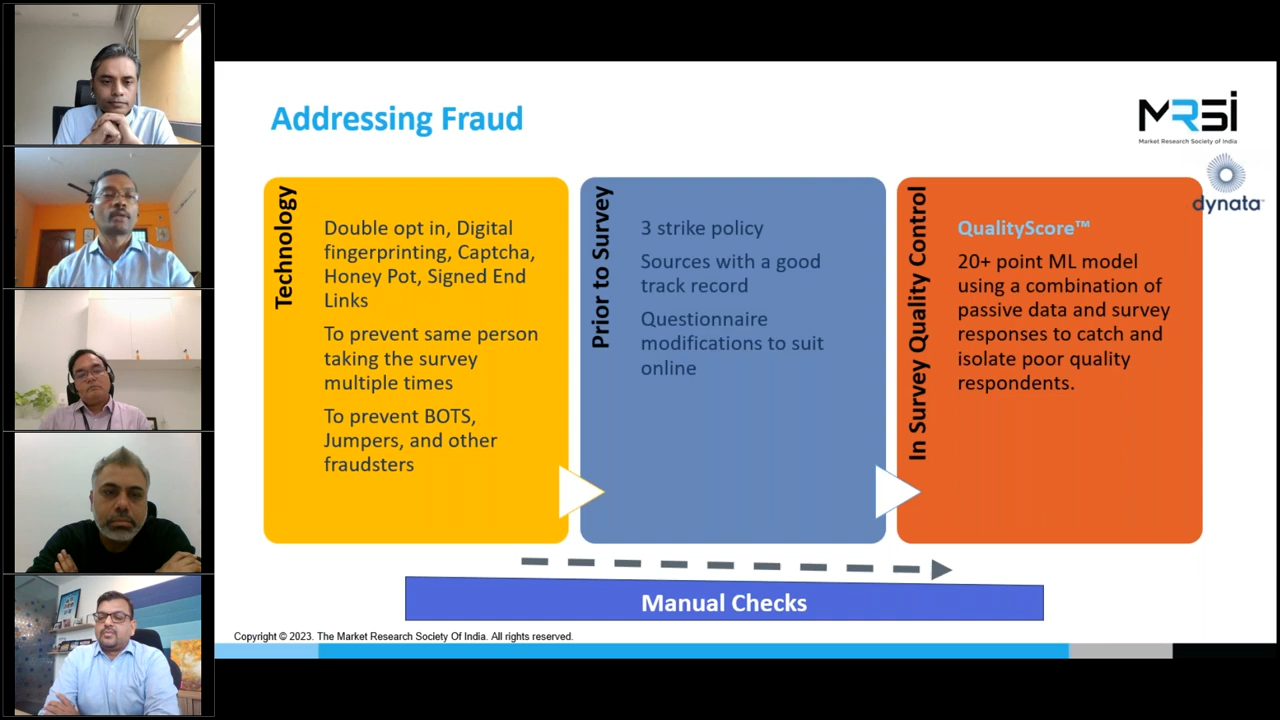 Addressing Fraud
MRSI
Market Research Society of India
dynata
Technology
Double opt in, Digital
fingerprinting, Captcha,
Honey Pot, Signed End
Links
To prevent same person
taking the survey
multiple times
To prevent BOTS,
Jumpers, and other
fraudsters
Prior to Survey
3 strike policy
Sources with a good
track record
Questionnaire
modifications to suit
online
In Survey Quality Control
QualityScore™
20+ point ML model
using a combination of
passive data and survey
responses to catch and
isolate poor quality
respondents.
Manual Checks
Copyright © 2023. The Market Research Society Of India. All rights reserved.